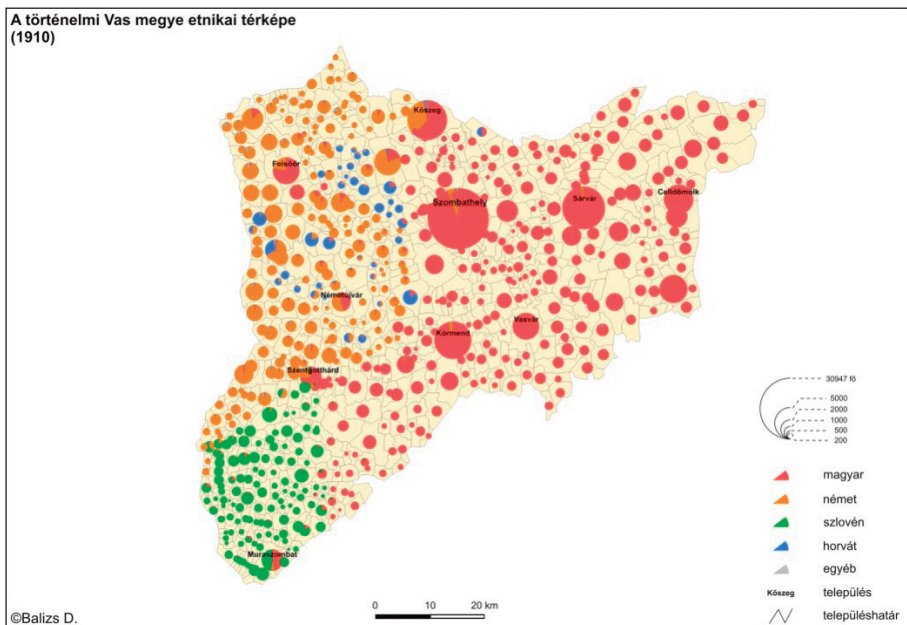 A történelmi Vas megye etnikai térképe
(1910)
Kőszeg
Felsőőr
Szombathely
Sárvár
Celldömölk
Németújvár
Körmend
Vasvár
Szentgotthárd
Muraszombat
30947 fő
5000
2000
1000
500
200
magyar
német
szlovén
horvát
egyéb
Kőszeg település
településhatár
0 10 20 km
©Balizs D.